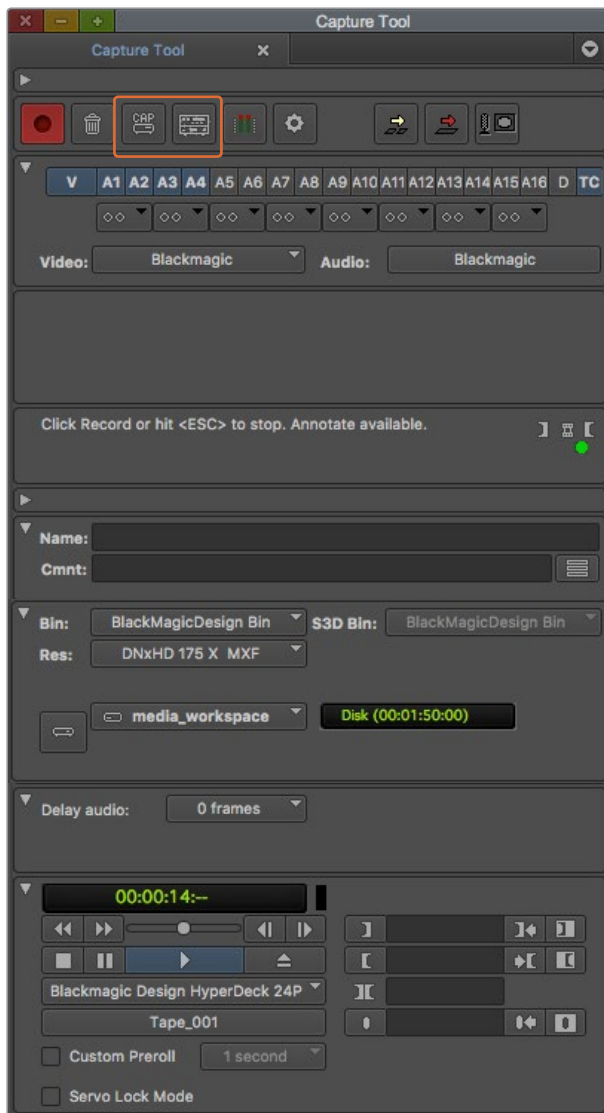 Capture Tool
Capture Tool
CAP
V A1 A2 A3 A4 A5 A6 A7 A8 A9 A10 A11 A12 A13 A14 A15 A16 D TC
Video: Blackmagic Audio: Blackmagic
Click Record or hit <ESC> to stop. Annotate available.
Name:
Cmnt:
Bin: BlackMagicDesign Bin S3D Bin: BlackMagicDesign Bin
Res: DNxHD 175 X MXF
media_workspace Disk (00:01:50:00)
Delay audio: 0 frames
00:00:14:--
Blackmagic Design HyperDeck 24P
Tape_001
Custom Preroll 1 second
Servo Lock Mode